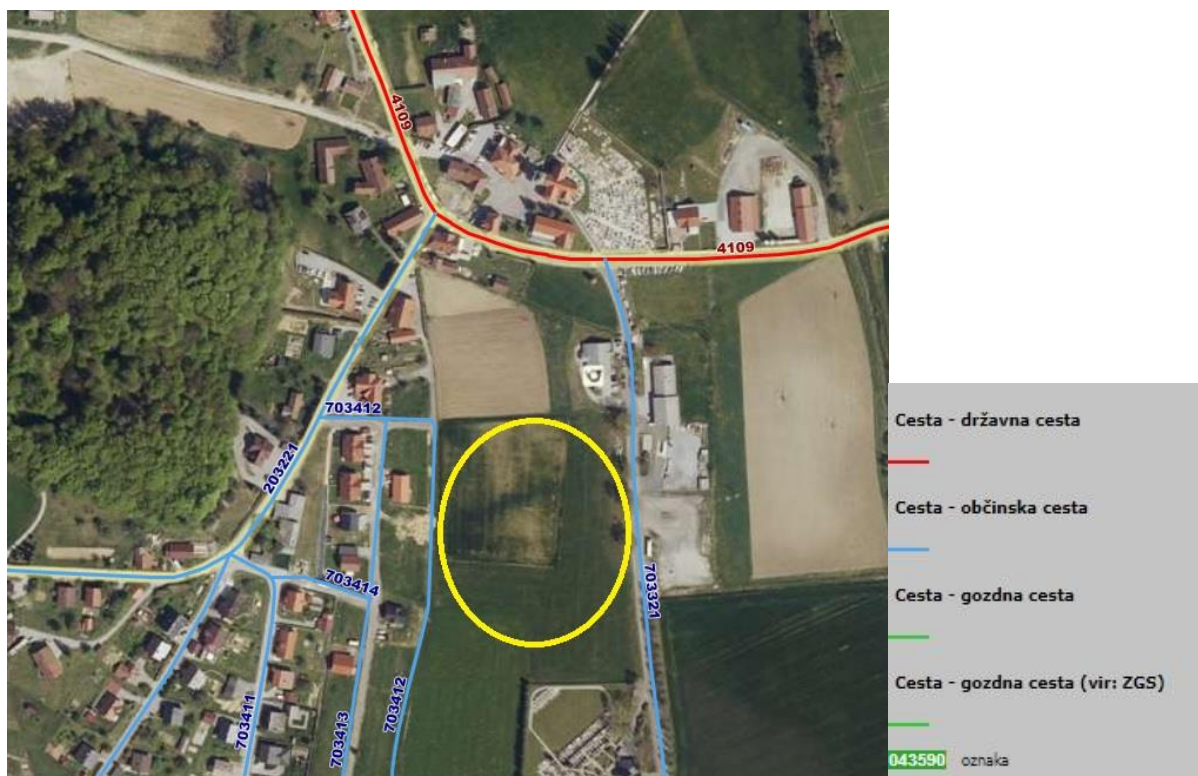 4109
4109
703412
203221
703414
703321
703411
703413
703412
Cesta - državna cesta
Cesta - občinska cesta
Cesta - gozdna cesta
Cesta - gozdna cesta (vir: ZGS)
043590 oznaka